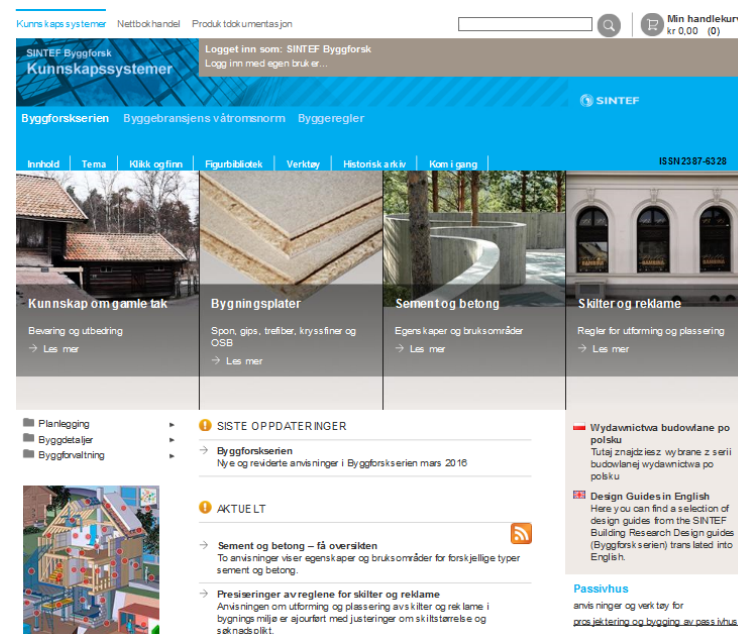 Kunnskapssystemer Nettbokhandel Produktdokumentasjon
Min handlekurv
kr 0,00 (0)
SINTEF Byggforsk
Kunnskapssystemer
Logget inn som: SINTEF Byggforsk
Logg inn med egen bruker...
SINTEF
Byggforskserien Byggebransjens våtromsnorm Byggeregler
Innhold Tema Klikk og finn Figurbibliotek Verktøy Historisk arkiv Kom i gang
ISSN 2387-6328
Kunnskap om gamle tak
Bevaring og utbedring
→ Les mer
Bygningsplater
Spon, gips, trefiber, kryssfiner og
OSB
→ Les mer
Sement og betong
Egenskaper og bruksområder
→ Les mer
Skilter og reklame
Regler for utforming og plassering
→ Les mer
Planlegging
Byggdetaljer
Byggforvaltning
SISTE OPPDATERINGER
→ Byggforskserien
Nye og reviderte anvisninger i Byggforskserien mars 2016
AKTUELT
→ Sement og betong – få oversikten
To anvisninger viser egenskaper og bruksområder for forskjellige typer
sement og betong.
→ Presiseringer av reglene for skilter og reklame
Anvisningen om utforming og plassering av skilter og reklame i
bygningsmiljø er ajourført med justeringer om skiltstørrelse og
søknadsplikt.
Wydawnictwa budowlane po
polsku
Tutaj znajdziesz wybrane z serii
budowlanej wydawnictwa po
polsku
Design Guides in English
Here you can find a selection of
design guides from the SINTEF
Building Research Design guides
(Byggforskserien) translated into
English.
Passivhus
anvisninger og verktøy for
prosjektering og bygging av passivhus